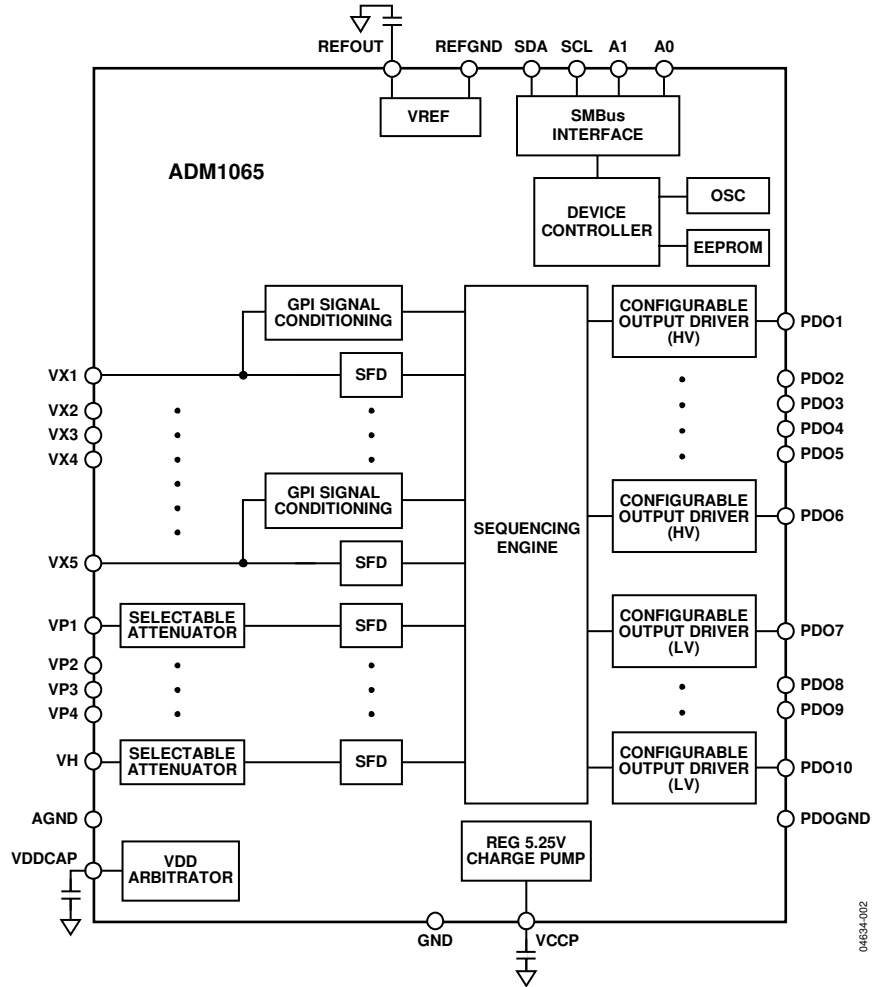 REFOUT REFGND SDA SCL A1 A0
VREF
SMBus
INTERFACE
ADM1065
DEVICE
CONTROLLER
OSC
EEPROM
GPI SIGNAL
CONDITIONING
CONFIGURABLE
OUTPUT DRIVER
(HV)
PDO1
VX1
SFD
PDO2
VX2
PDO3
VX3
PDO4
VX4
PDO5
GPI SIGNAL
CONDITIONING
SEQUENCING
ENGINE
CONFIGURABLE
OUTPUT DRIVER
(HV)
PDO6
VX5
SFD
VP1
SELECTABLE
ATTENUATOR
SFD
CONFIGURABLE
OUTPUT DRIVER
(LV)
PDO7
VP2
VP3
VP4
PDO8
PDO9
VH
SELECTABLE
ATTENUATOR
SFD
CONFIGURABLE
OUTPUT DRIVER
(LV)
PDO10
AGND
PDOGND
VDDCAP
VDD
ARBITRATOR
REG 5.25V
CHARGE PUMP
GND
VCCP
04634-002